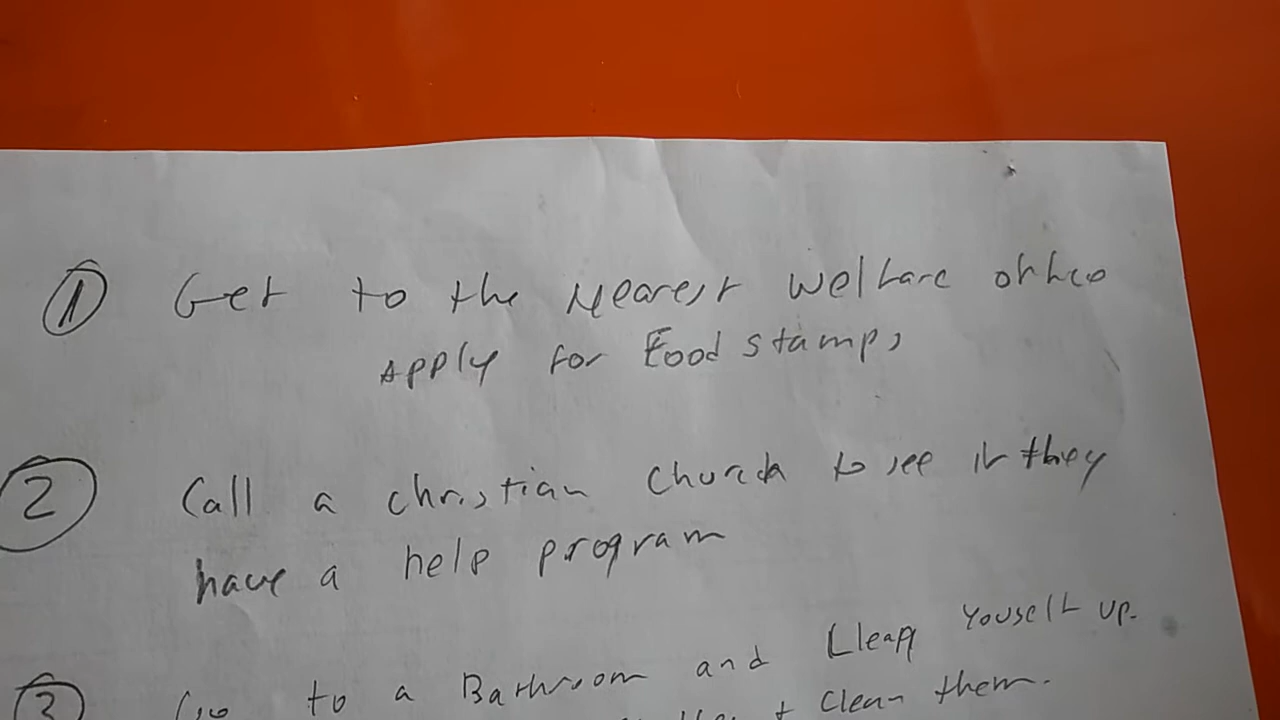 1 Get to the Nearest Welfare office
Apply for Food stamps
2 Call a christian church to see if they
have a help program
3 Go to a Bathroom and Clean Youself up.
clean them.